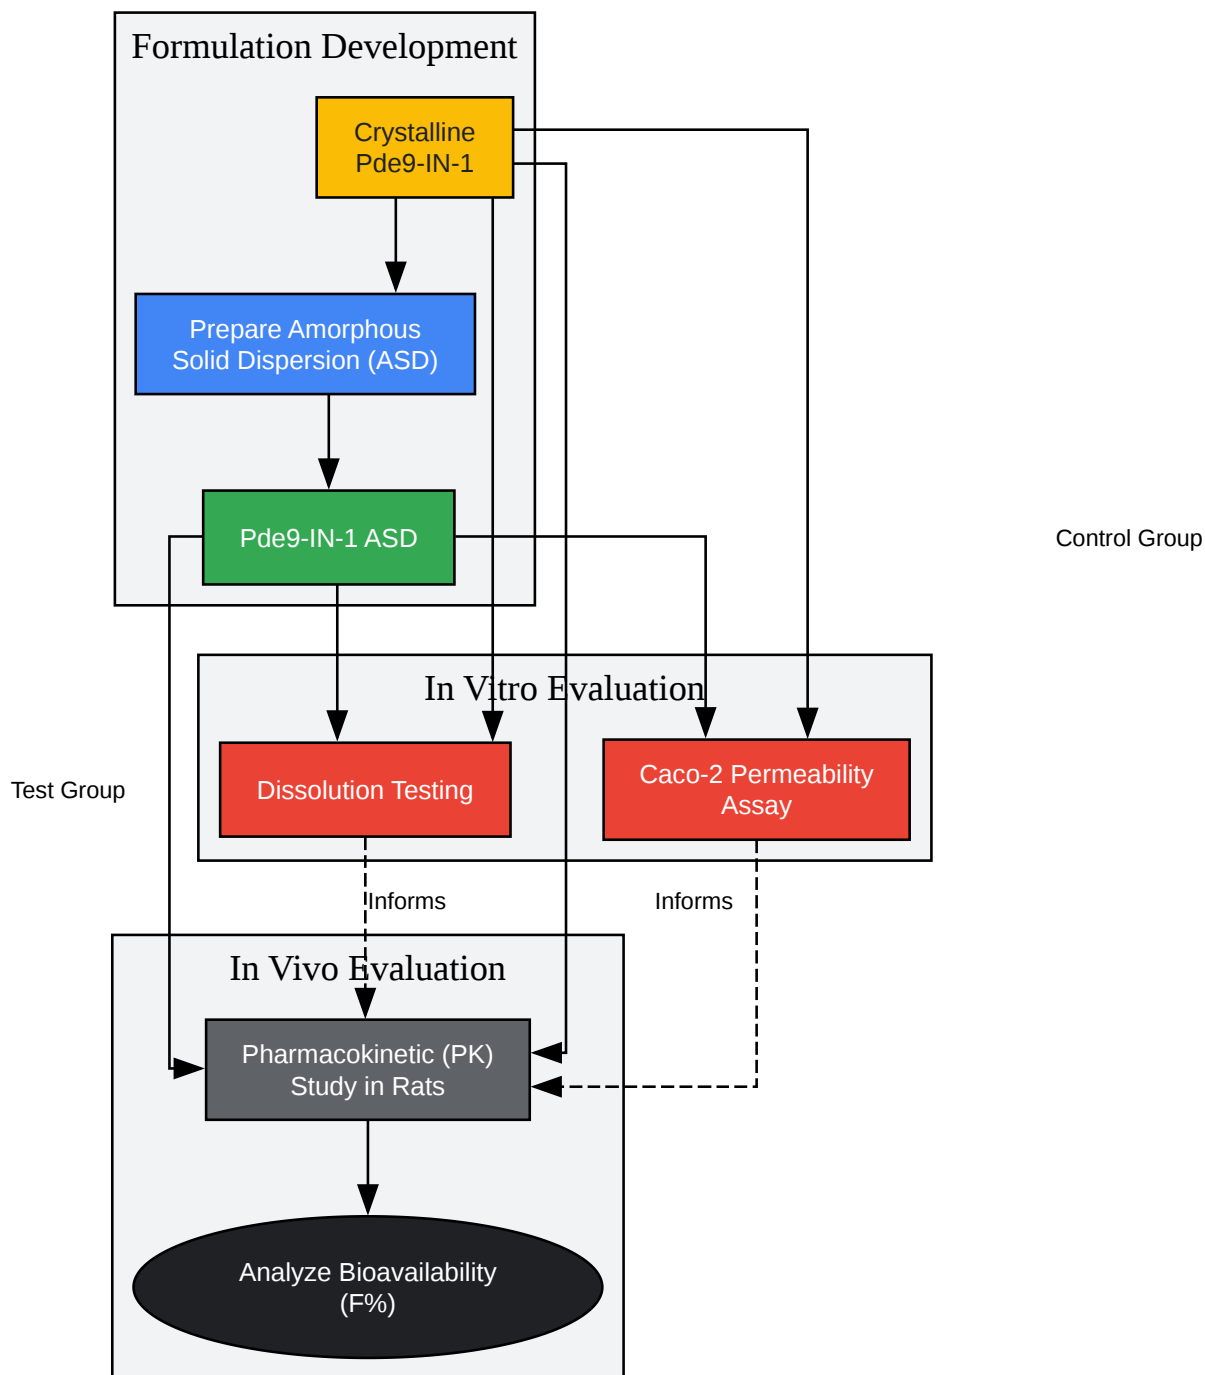 Formulation Development
Crystalline
Pde9-IN-1
Prepare Amorphous
Solid Dispersion (ASD)
Pde9-IN-1 ASD
Control Group
In Vitro Evaluation
Dissolution Testing
Caco-2 Permeability
Assay
Test Group
Informs
Informs
In Vivo Evaluation
Pharmacokinetic (PK)
Study in Rats
Analyze Bioavailability
(F%)